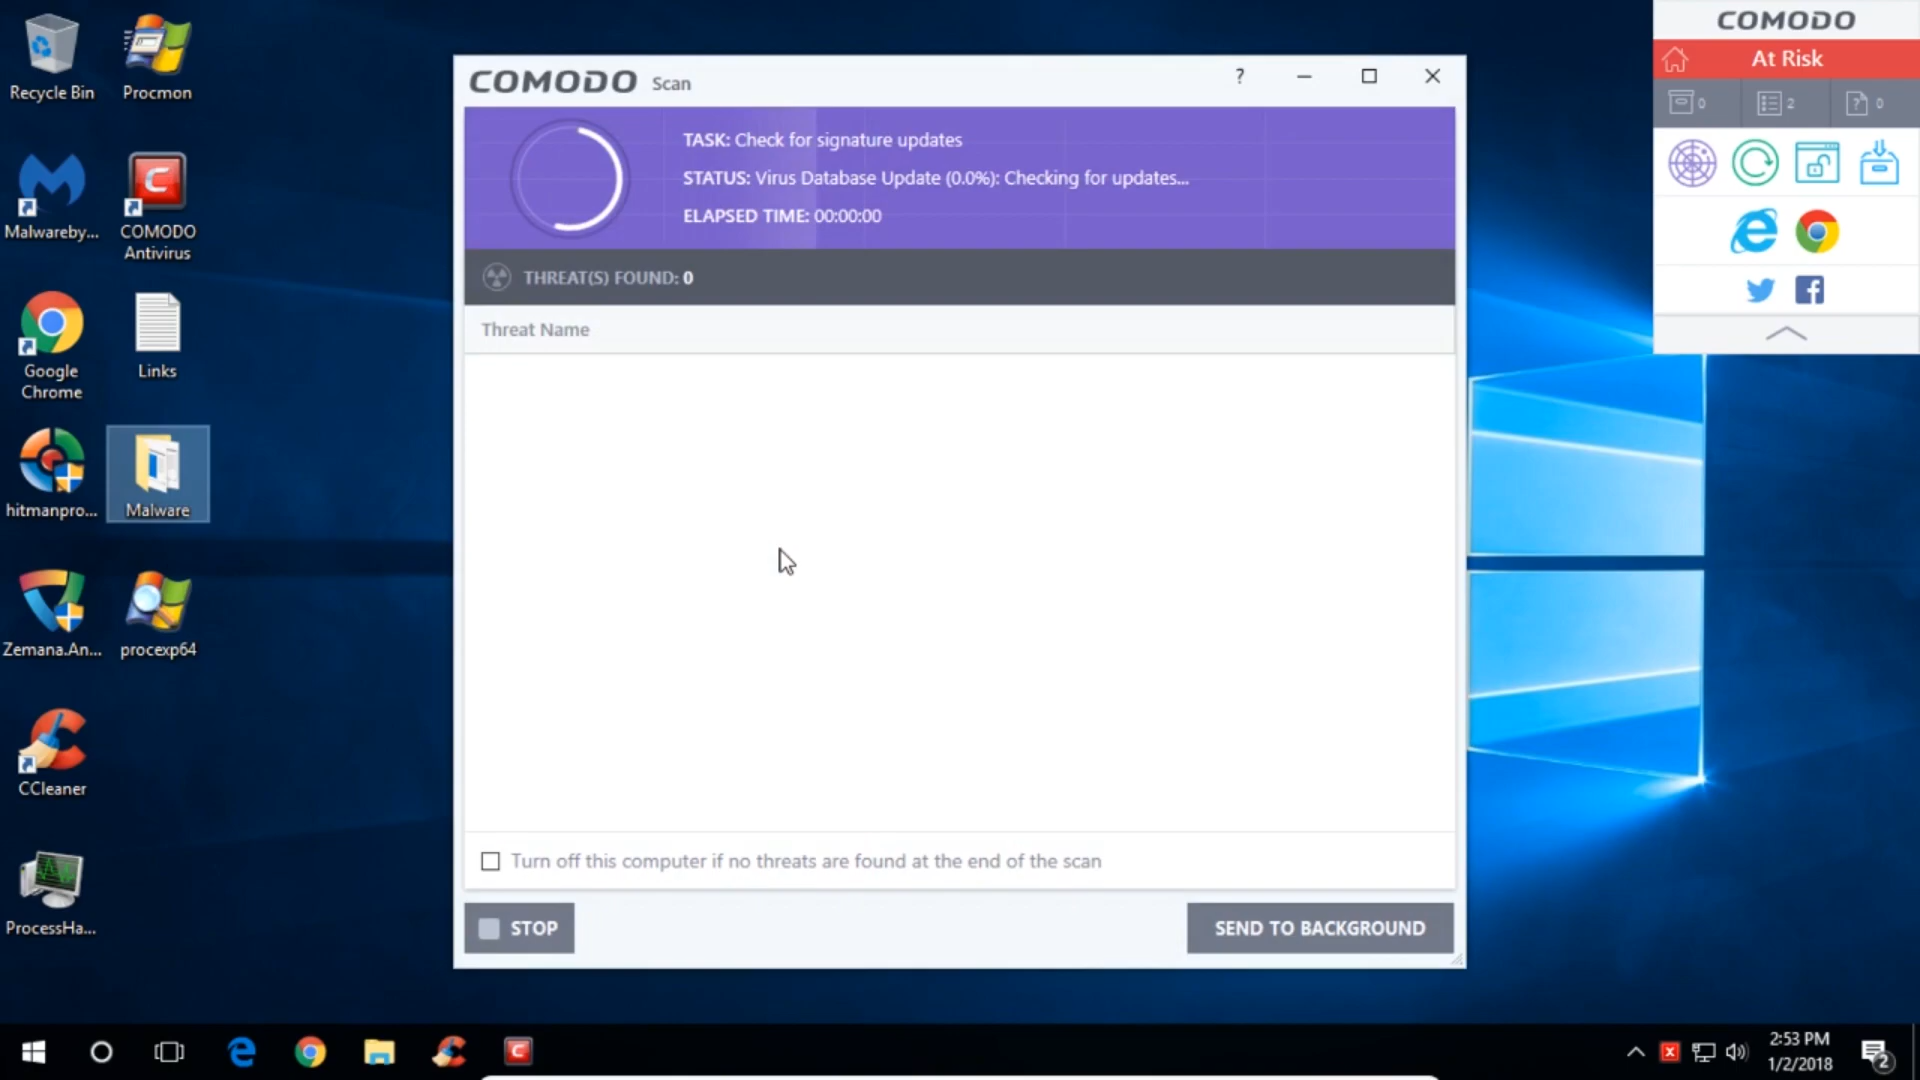 Recycle Bin
Procmon
Malwareby...
COMODO
Antivirus
Google
Chrome
Links
hitmanpro...
Malware
Zemana.An...
procexp64
CCleaner
ProcessHa...
COMODO Scan
?
TASK: Check for signature updates
STATUS: Virus Database Update (0.0%): Checking for updates...
ELAPSED TIME: 00:00:00
THREAT(S) FOUND: 0
Threat Name
Turn off this computer if no threats are found at the end of the scan
STOP
SEND TO BACKGROUND
COMODO
At Risk
0
2
0
2:53 PM
1/2/2018
2